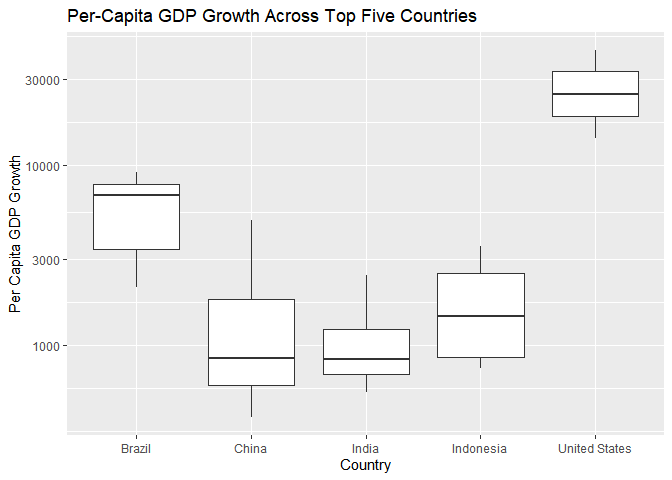 Per-Capita GDP Growth Across Top Five Countries
Per Capita GDP Growth
30000
10000
3000
1000
Brazil China India Indonesia United States
Country